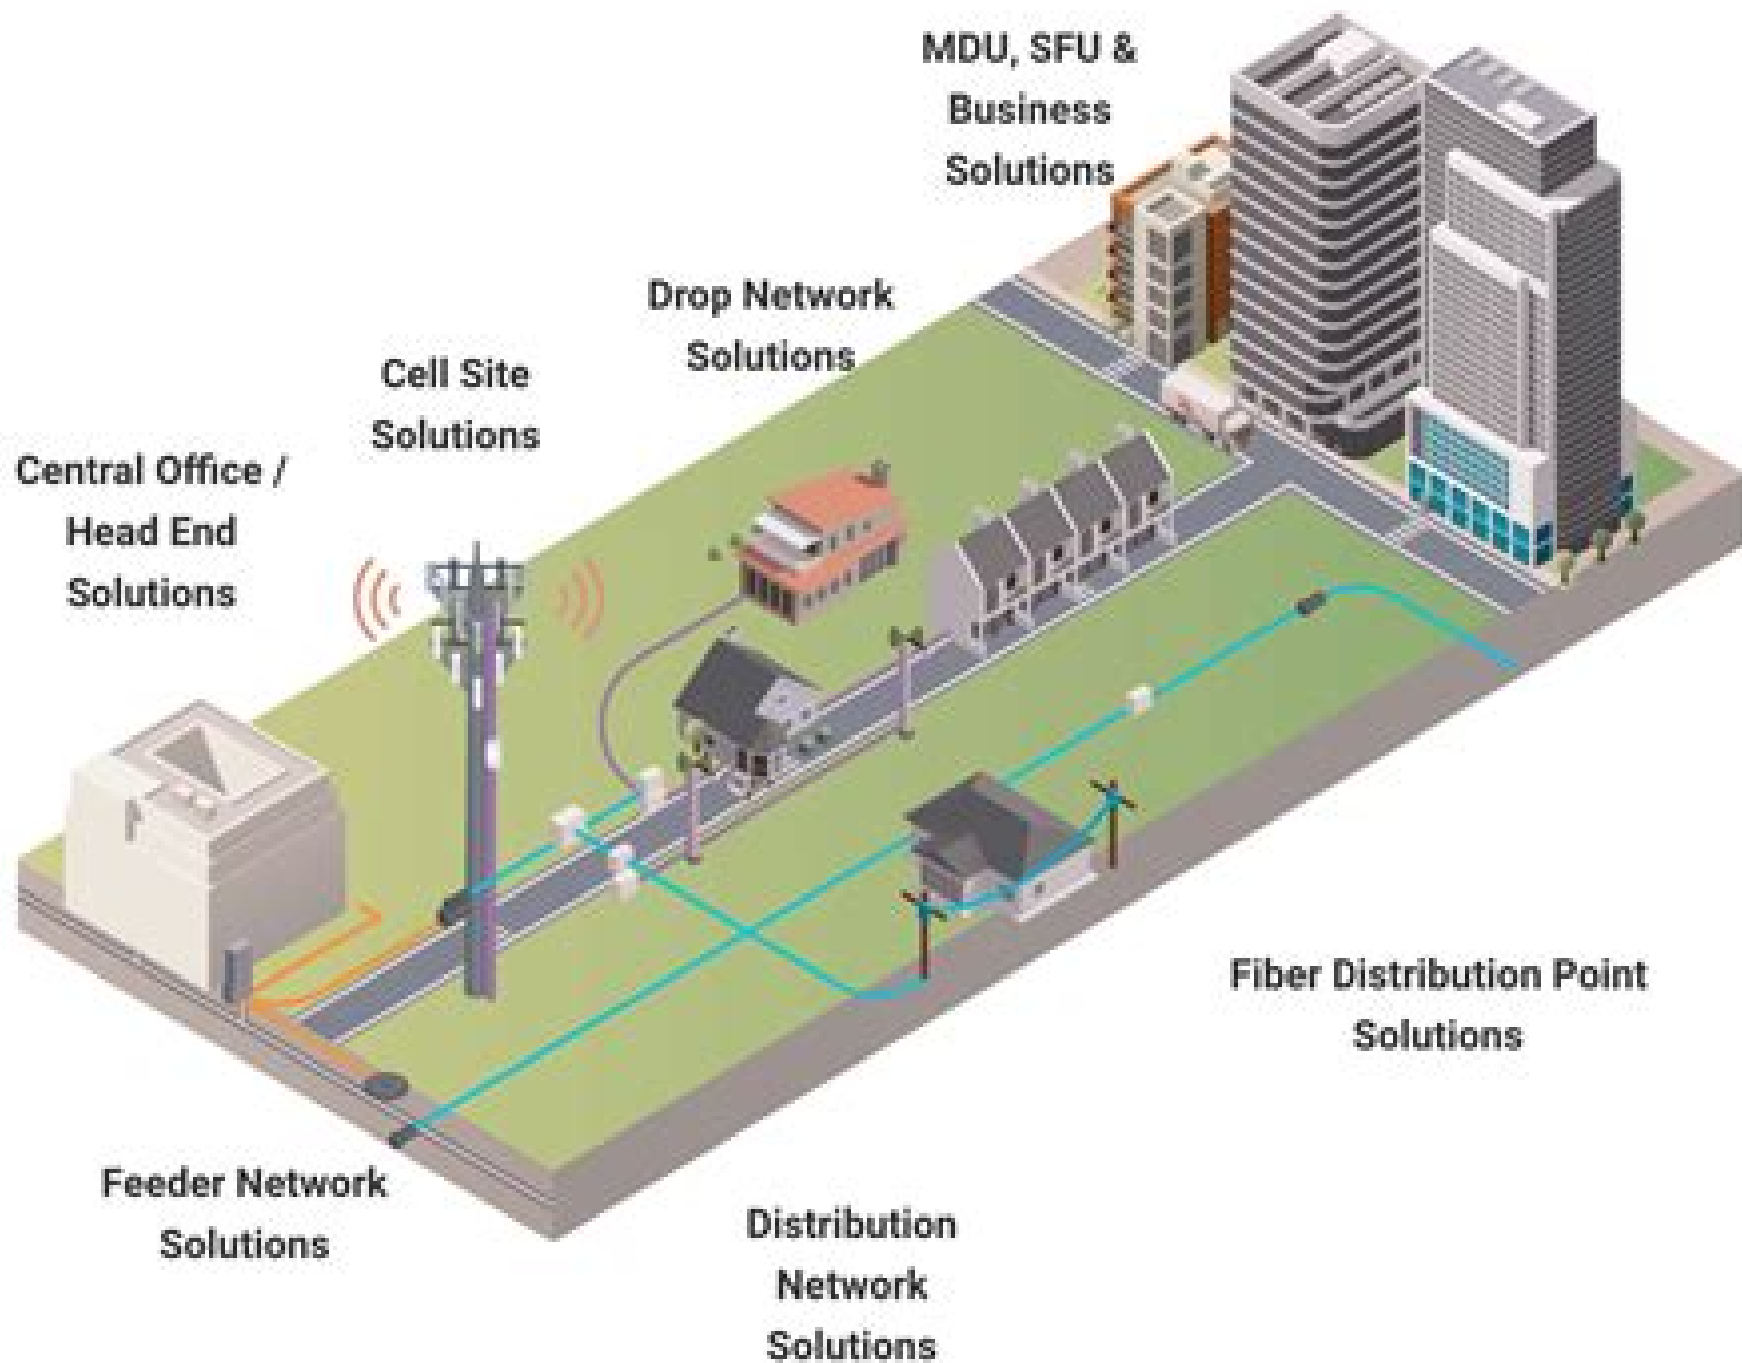 MDU, SFU &
Business
Solutions
Drop Network
Solutions
Cell Site
Solutions
Central Office /
Head End
Solutions
Fiber Distribution Point
Solutions
Feeder Network
Solutions
Distribution
Network
Solutions